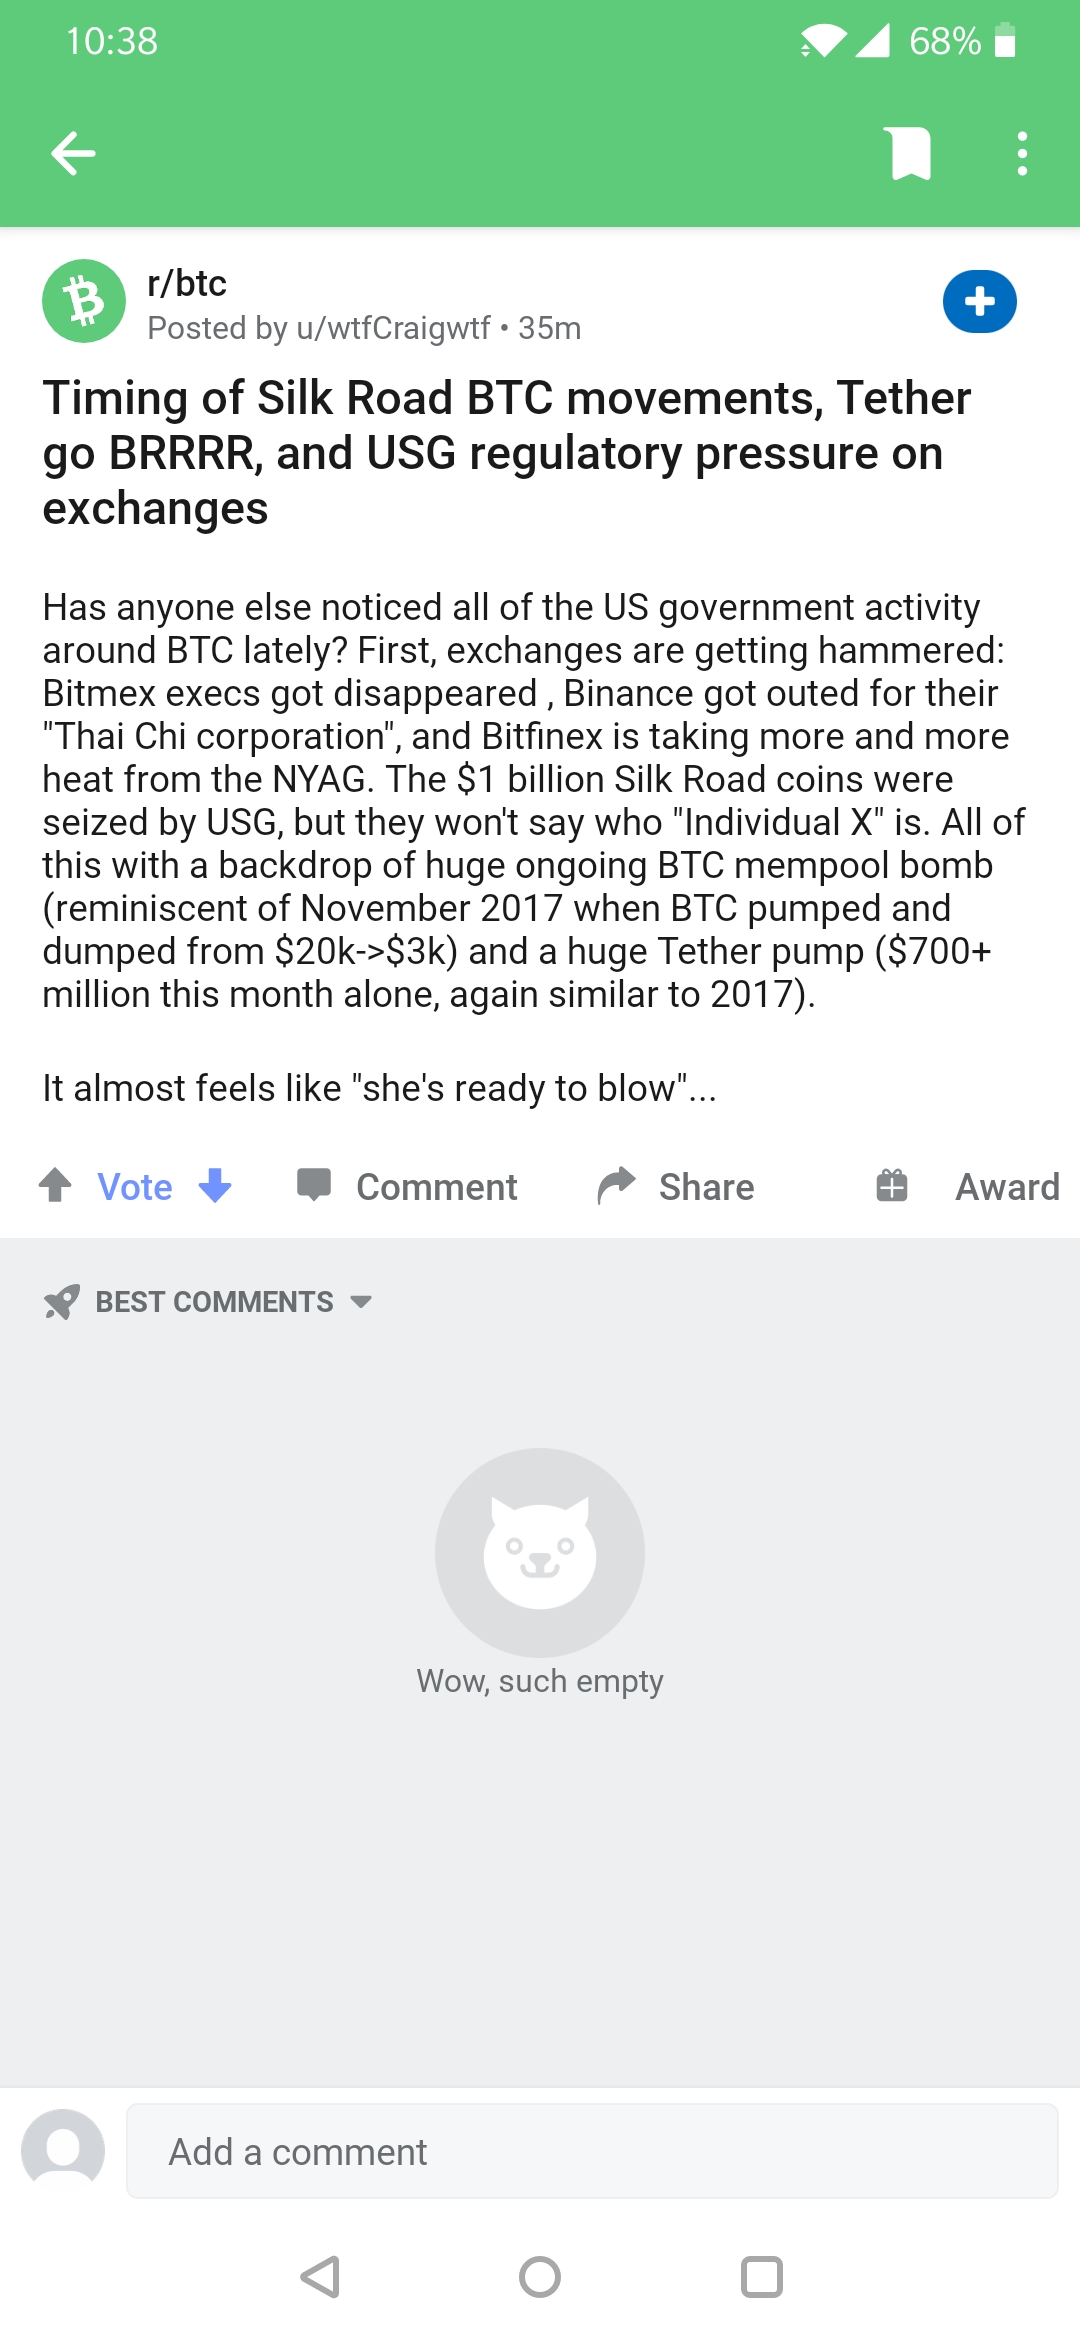 10:38
68%
r/btc
Posted by u/wtfCraigwtf • 35m
Timing of Silk Road BTC movements, Tether
go BRRRR, and USG regulatory pressure on
exchanges
Has anyone else noticed all of the US government activity
around BTC lately? First, exchanges are getting hammered:
Bitmex execs got disappeared , Binance got outed for their
"Thai Chi corporation", and Bitfinex is taking more and more
heat from the NYAG. The $1 billion Silk Road coins were
seized by USG, but they won't say who "Individual X" is. All of
this with a backdrop of huge ongoing BTC mempool bomb
(reminiscent of November 2017 when BTC pumped and
dumped from $20k->$3k) and a huge Tether pump ($700+
million this month alone, again similar to 2017).
It almost feels like "she's ready to blow"...
Vote
Comment
Share
Award
BEST COMMENTS
Wow, such empty
Add a comment